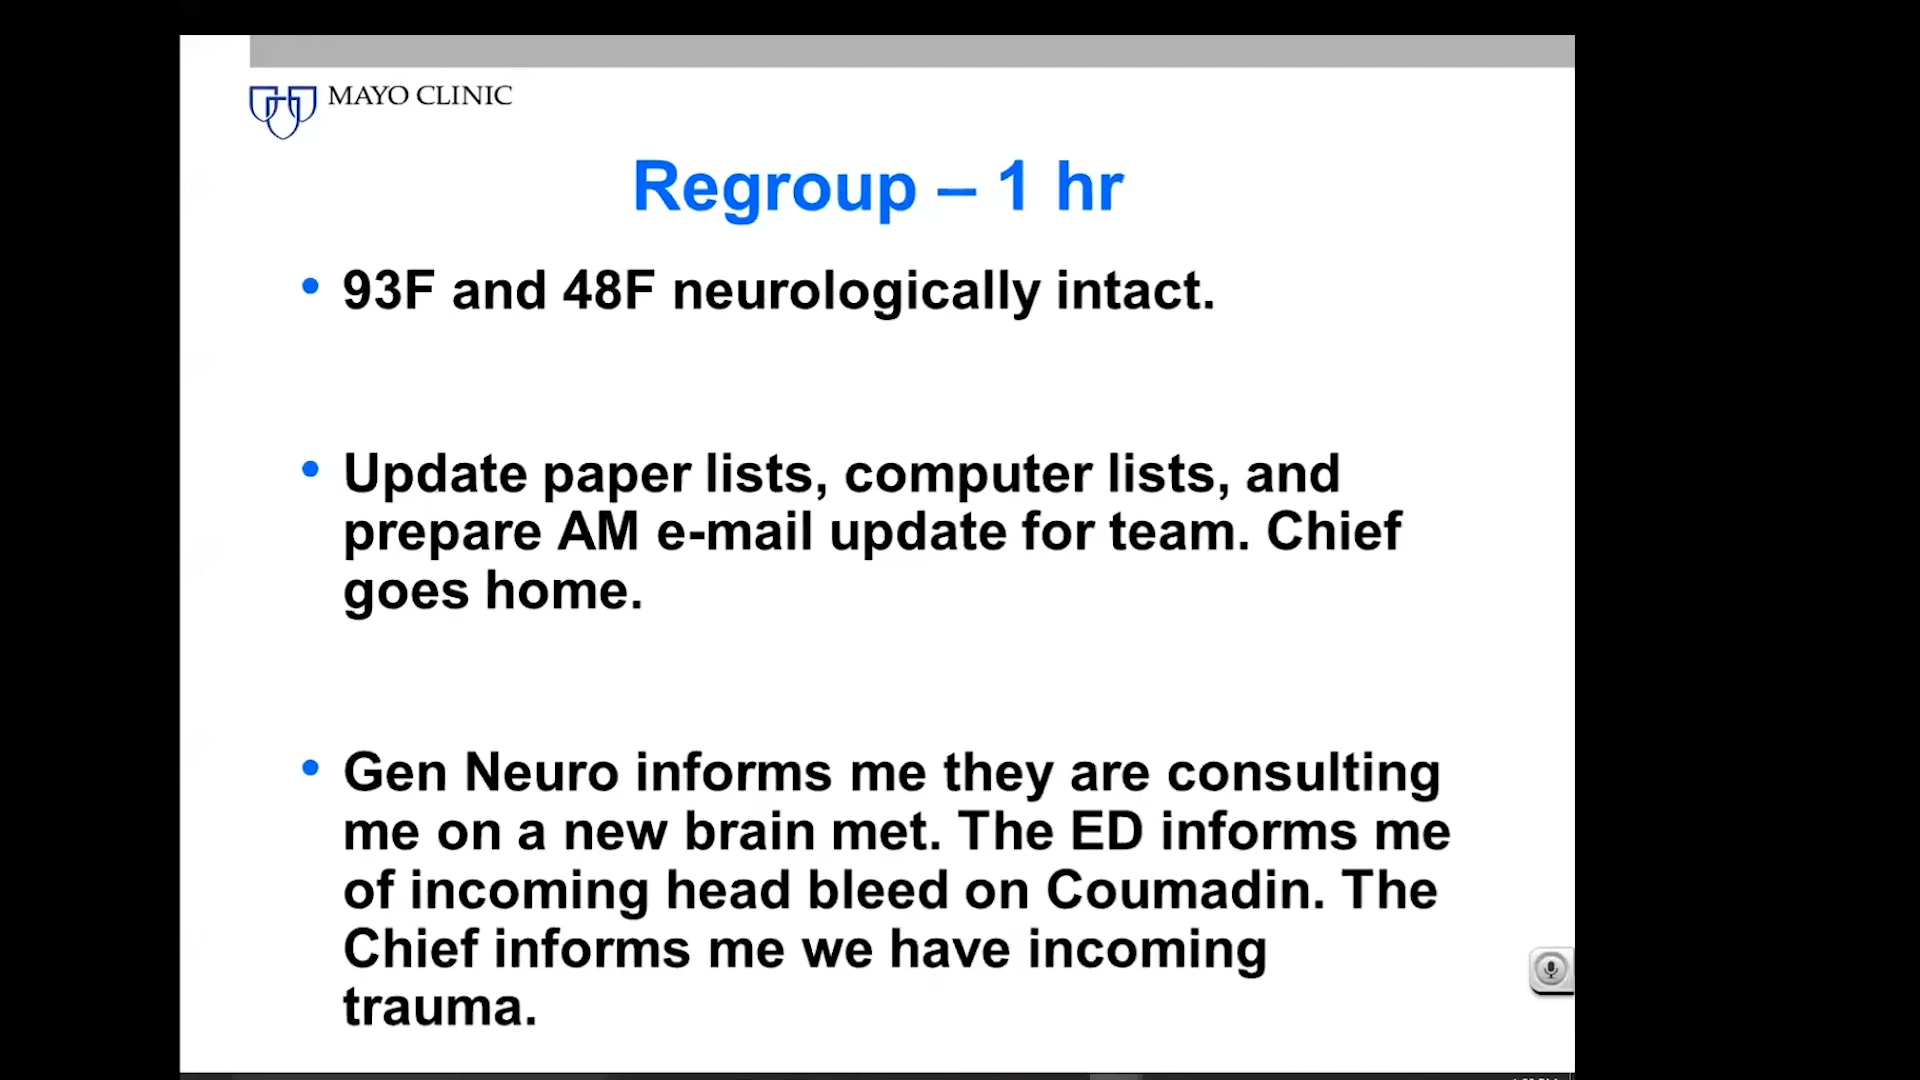 MAYO CLINIC
Regroup – 1 hr
• 93F and 48F neurologically intact.
• Update paper lists, computer lists, and
prepare AM e-mail update for team. Chief
goes home.
• Gen Neuro informs me they are consulting
me on a new brain met. The ED informs me
of incoming head bleed on Coumadin. The
Chief informs me we have incoming
trauma.